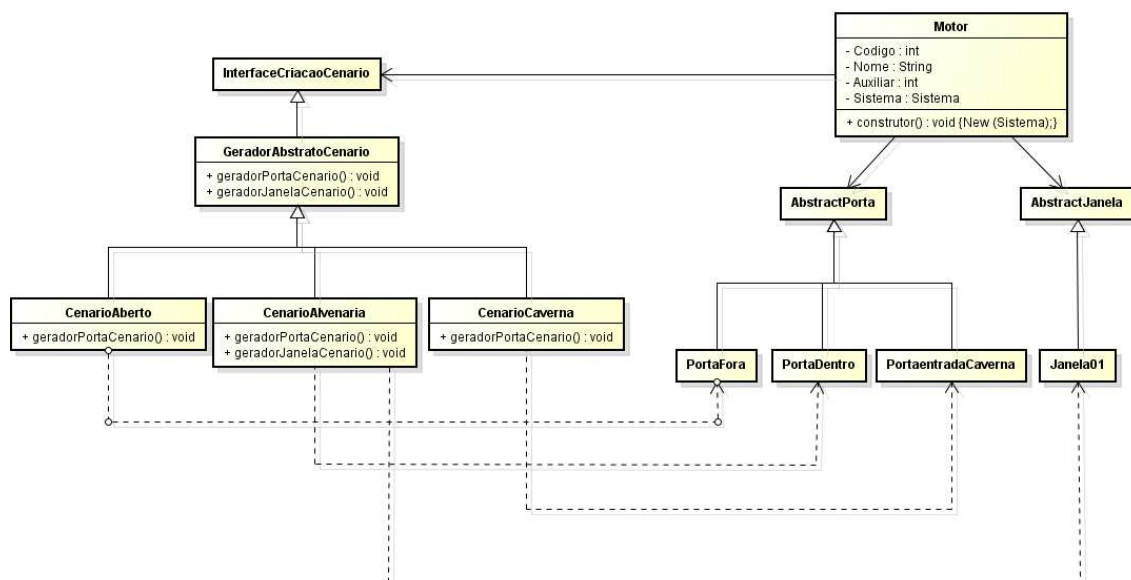 Motor
- Codigo : int
- Nome : String
- Auxiliar : int
- Sistema : Sistema
+ construtor() : void {New (Sistema);}
InterfaceCriacaoCenario
GeradorAbstratoCenario
+ geradorPortaCenario() : void
+ geradorJanelaCenario() : void
AbstractPorta
AbstractJanela
CenarioAberto
+ geradorPortaCenario() : void
CenarioAlvenaria
+ geradorPortaCenario() : void
+ geradorJanelaCenario() : void
CenarioCaverna
+ geradorPortaCenario() : void
PortaFora
PortaDentro
PortaentradaCaverna
Janela01